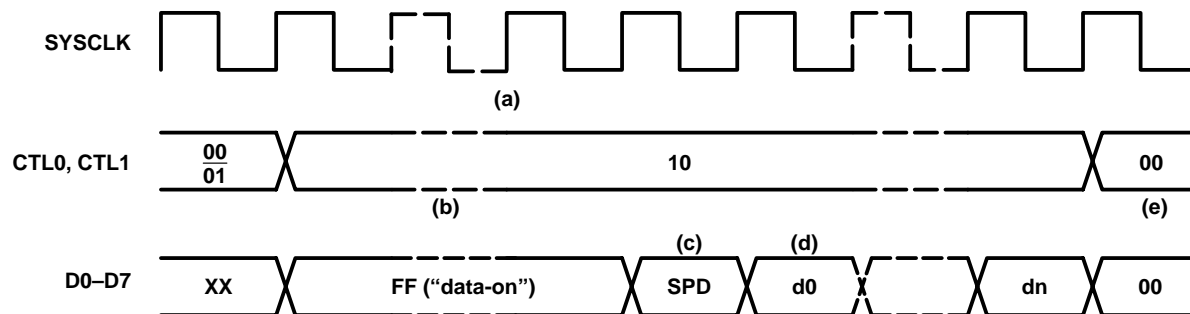 SYSCLK
(a)
CTL0, CTL1
00
01
10
00
(b)
(e)
(c)
(d)
D0–D7
XX
FF (“data-on”)
SPD
d0
dn
00